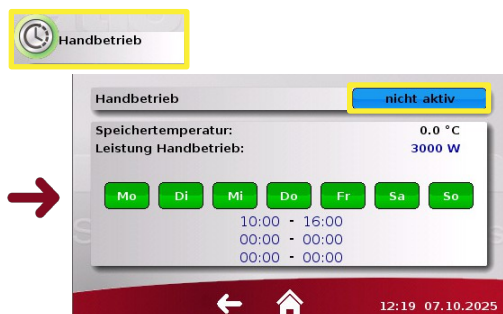 Handbetrieb
Handbetrieb nicht aktiv
Speichertemperatur: 0.0 °C
Leistung Handbetrieb: 3000 W
Mo Di Mi Do Fr Sa So
10:00 - 16:00
00:00 - 00:00
00:00 - 00:00
12:19 07.10.2025